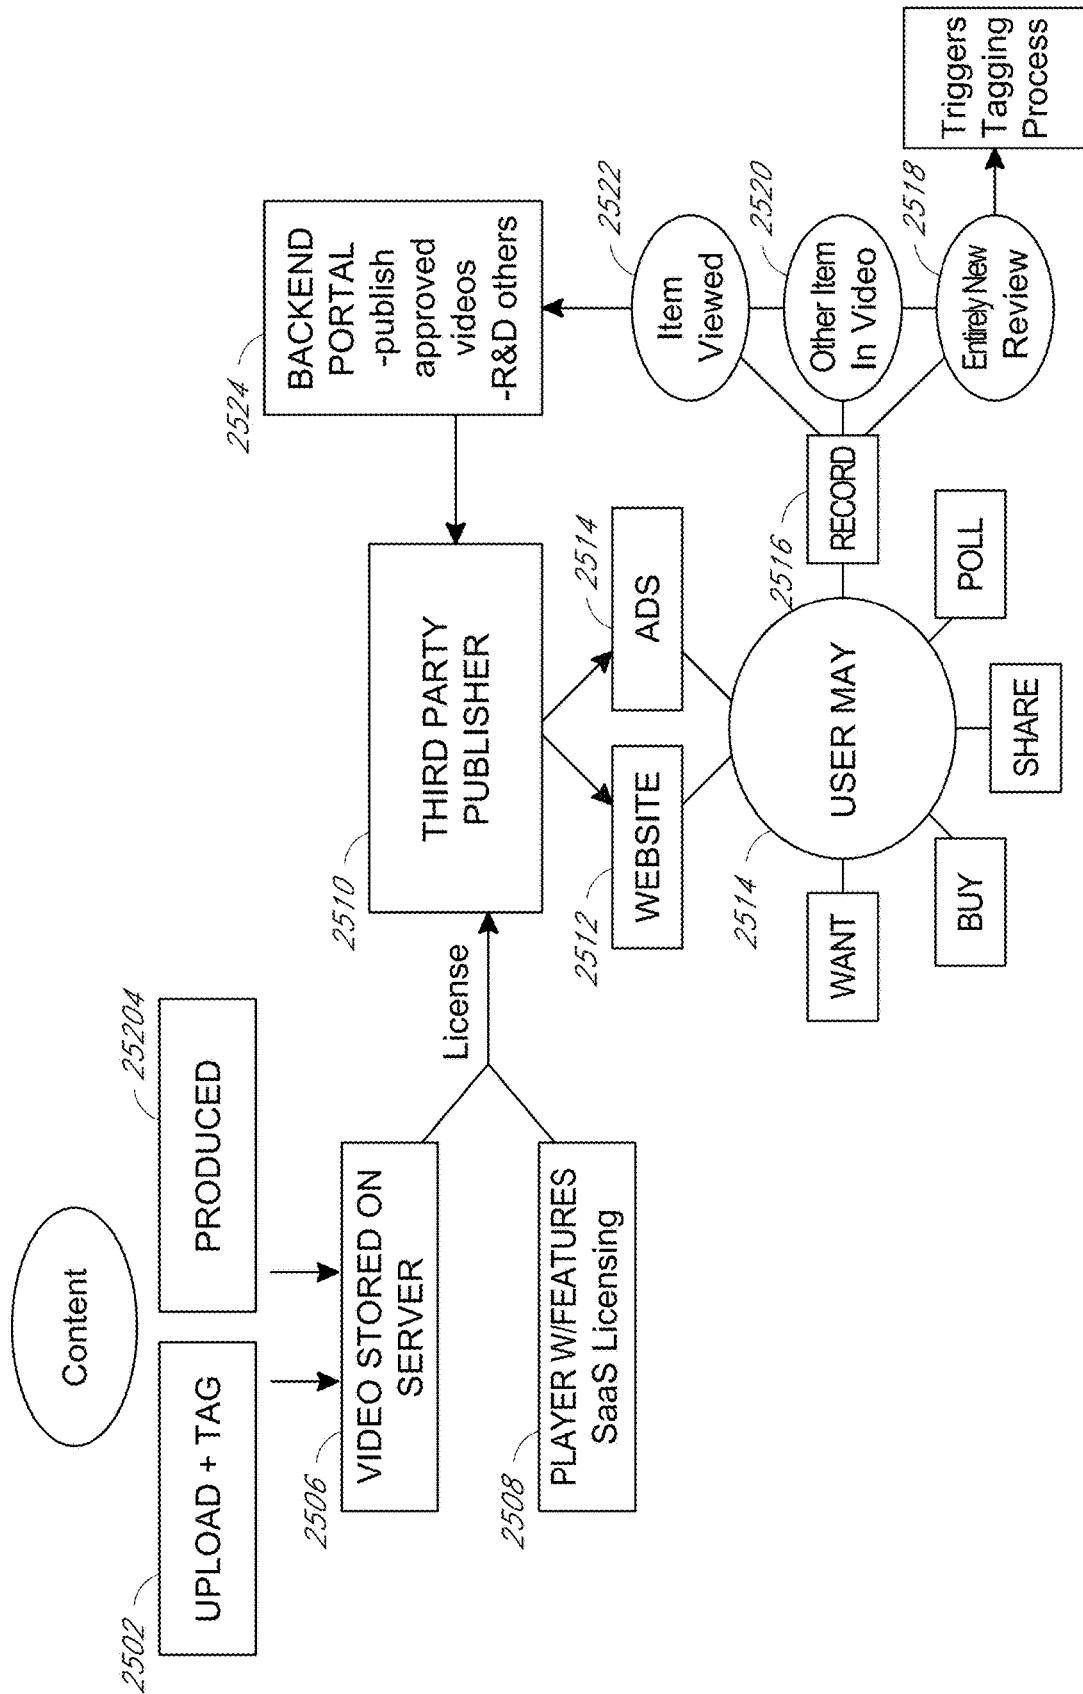 Content
2502
UPLOAD + TAG
PRODUCED
25204
2506
VIDEO STORED ON
SERVER
2508
PLAYER W/FEATURES
SaaS Licensing
License
2510
THIRD PARTY
PUBLISHER
2524
BACKEND
PORTAL
-publish
approved
videos
-R&D others
2512
WEBSITE
ADS
2514
2514
USER MAY
WANT
BUY
SHARE
POLL
2516
RECORD
Item
Viewed
2522
Other Item
In Video
2520
Entirely New
Review
2518
Triggers
Tagging
Process